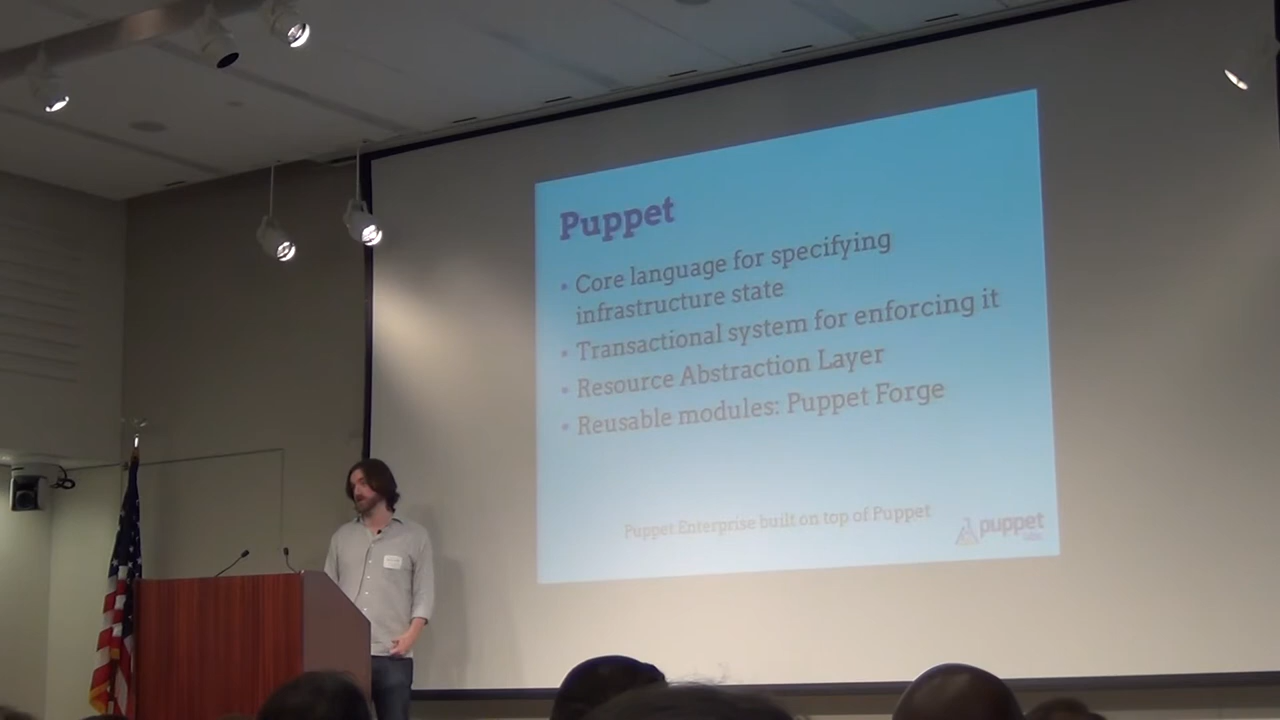 Puppet
• Core language for specifying
infrastructure state
• Transactional system for enforcing it
• Resource Abstraction Layer
• Reusable modules: Puppet Forge
Puppet Enterprise built on top of Puppet
puppet